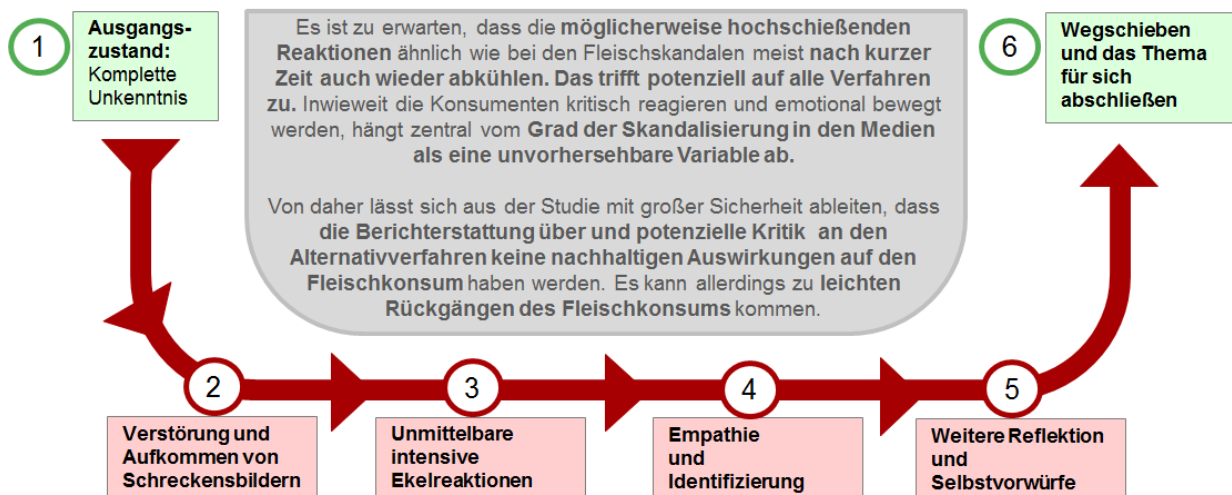 1
Ausgangs-
zustand:
Komplette
Unkenntnis
Es ist zu erwarten, dass die möglicherweise hochschießenden
Reaktionen ähnlich wie bei den Fleischskandalen meist nach kurzer
Zeit auch wieder abkühlen. Das trifft potenziell auf alle Verfahren
zu. Inwieweit die Konsumenten kritisch reagieren und emotional bewegt
werden, hängt zentral vom Grad der Skandalisierung in den Medien
als eine unvorhersehbare Variable ab.
Von daher lässt sich aus der Studie mit großer Sicherheit ableiten, dass
die Berichterstattung über und potenzielle Kritik an den
Alternativverfahren keine nachhaltigen Auswirkungen auf den
Fleischkonsum haben werden. Es kann allerdings zu leichten
Rückgängen des Fleischkonsums kommen.
6
Wegschieben
und das Thema
für sich
abschließen
2
Verstörung und
Aufkommen von
Schreckensbildern
3
Unmittelbare
intensive
Ekelreaktionen
4
Empathie
und
Identifizierung
5
Weitere Reflektion
und
Selbstvorwürfe